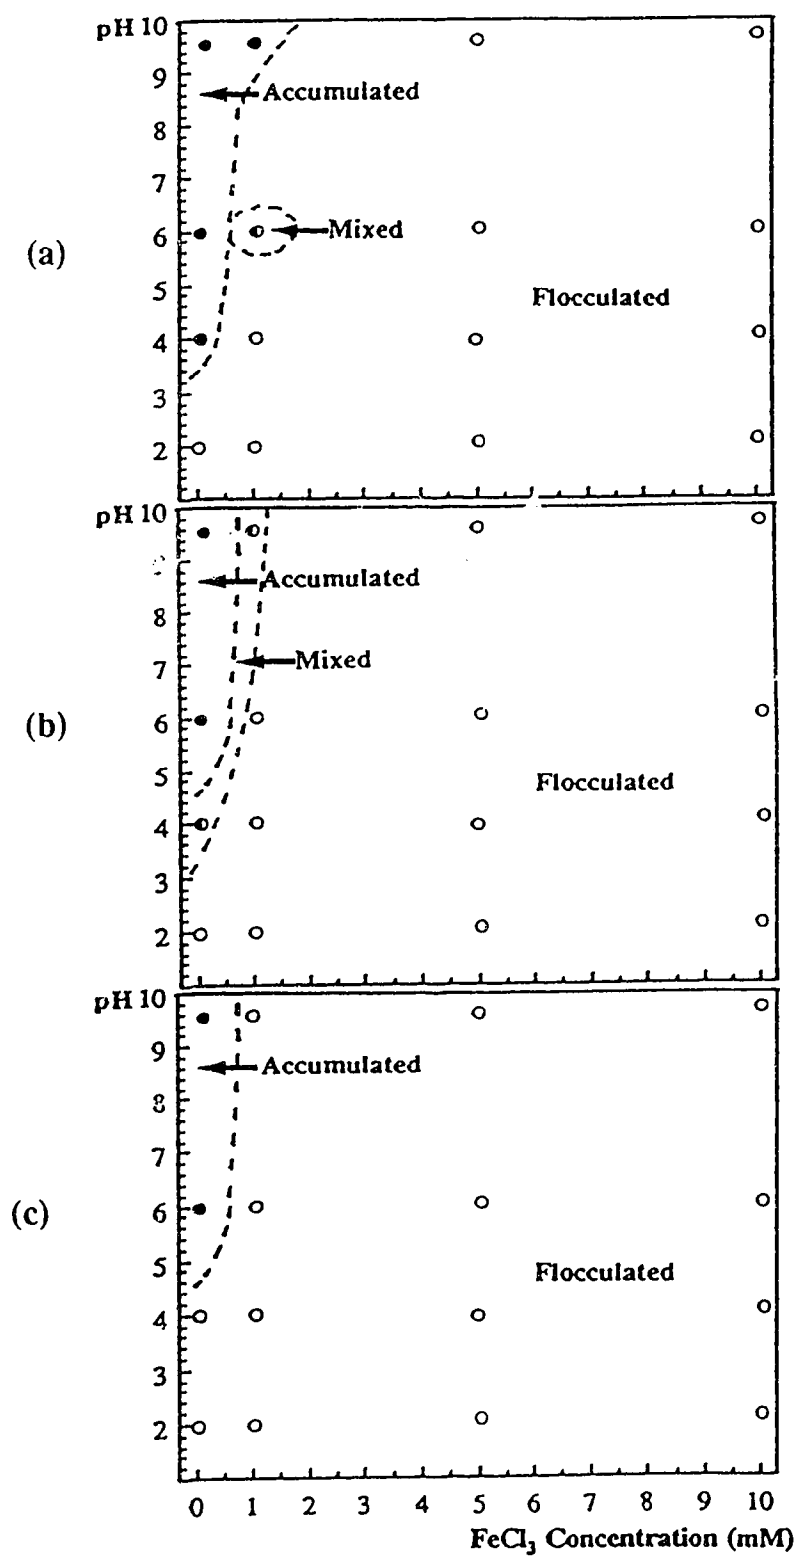 pH 10
9
Accumulated
8
7
(a)
6
Mixed
5
Flocculated
4
3
2
pH 10
Accumulated
8
Mixed
7
(b)
6
5
Flocculated
4
3
2
pH 10
9
Accumulated
8
7
(c)
6
5
Flocculated
4
3
2
0 1 2 3 4 5 6 7 8 9 10
FeCl₃ Concentration (mM)